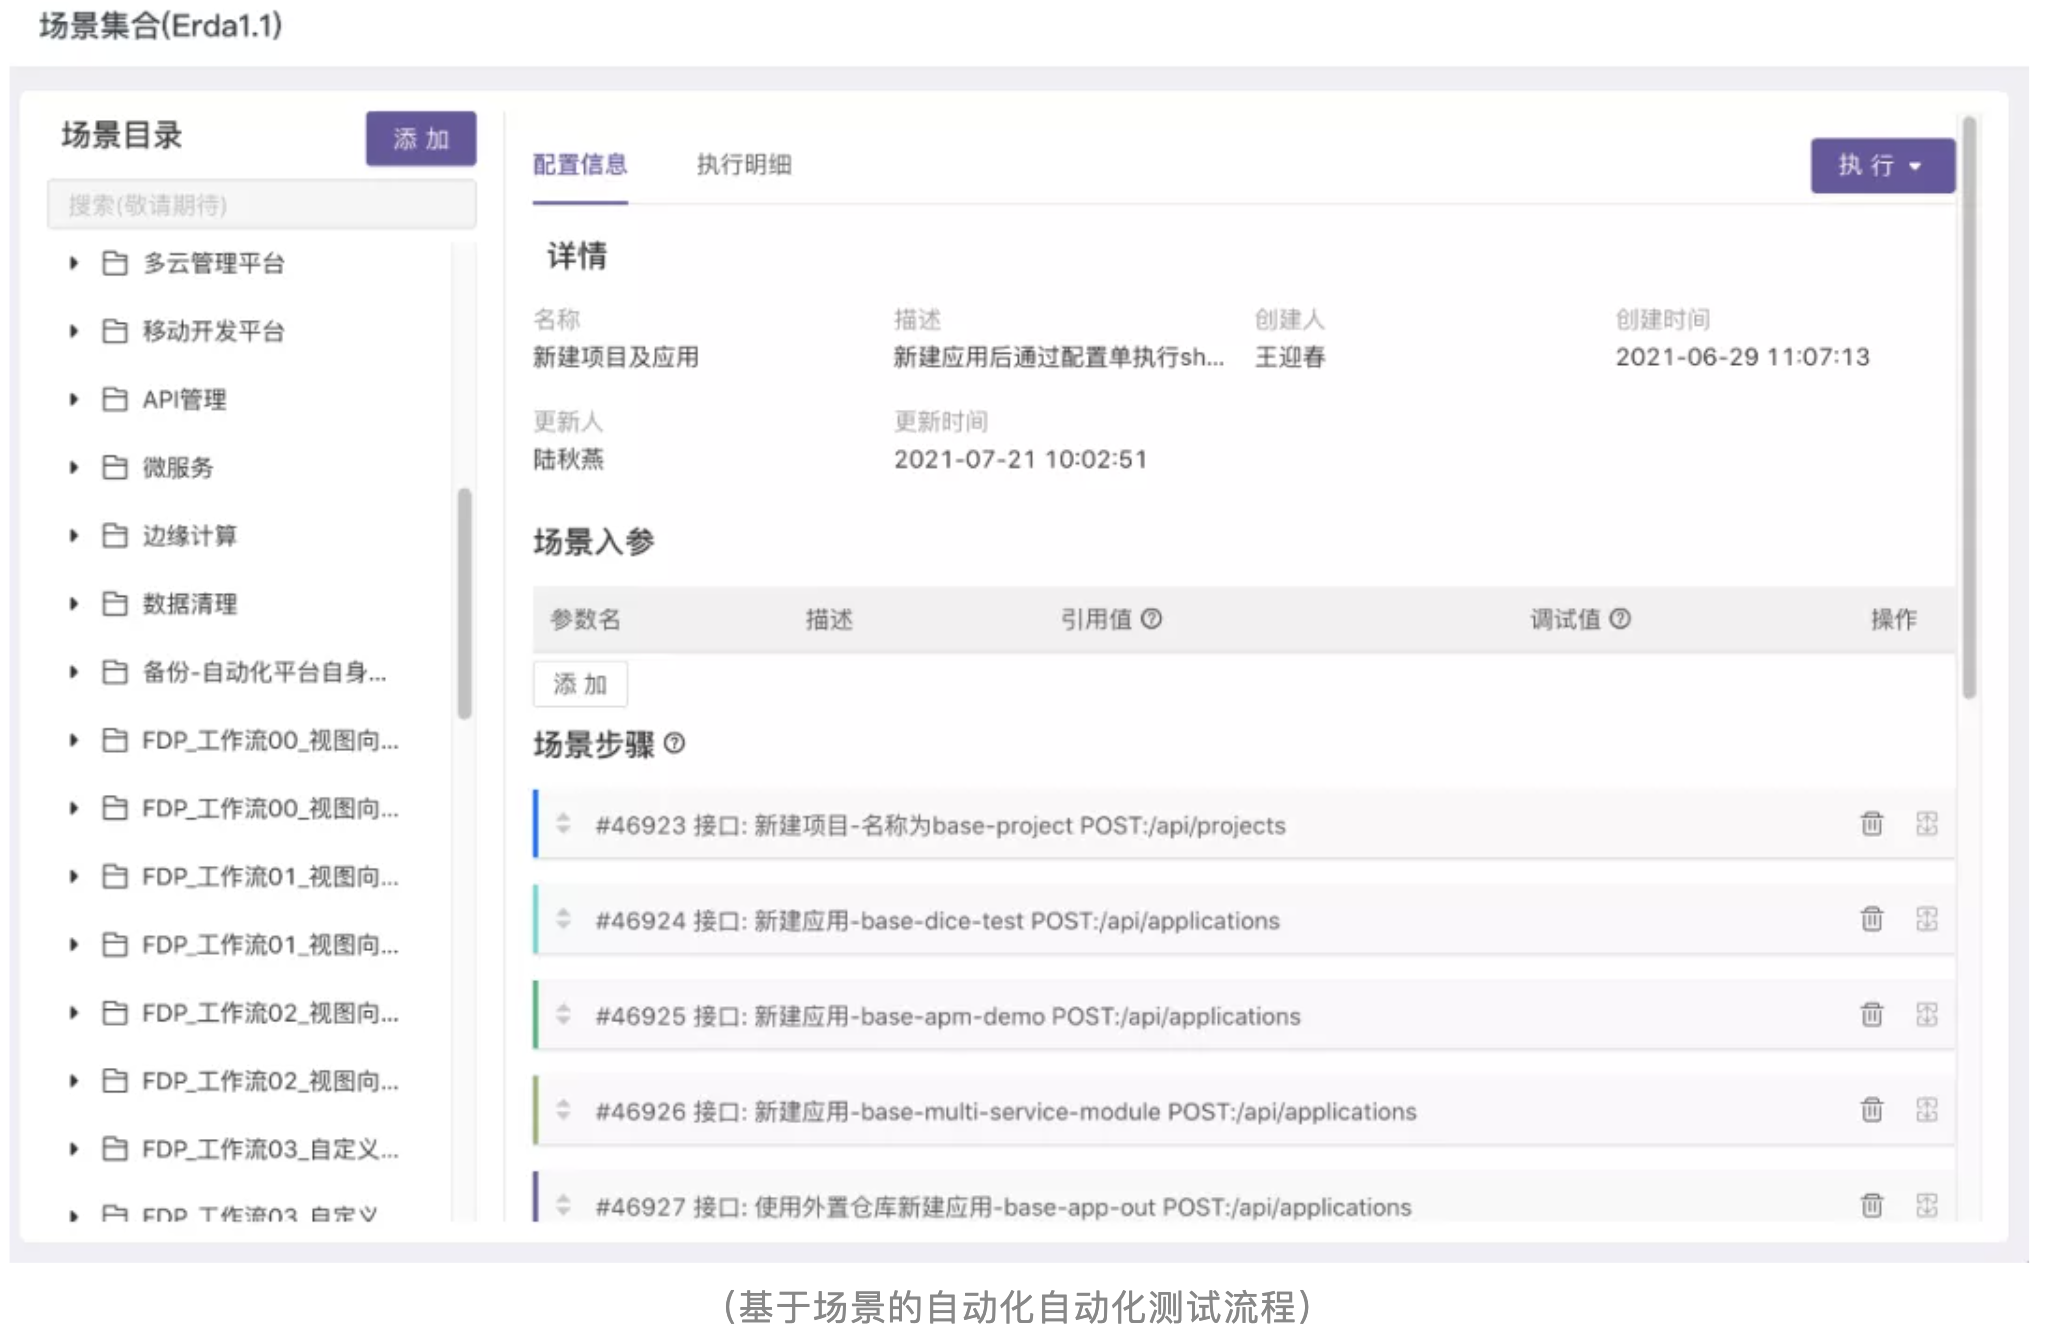 场景集合(Erda1.1)
场景目录
添 加
搜索(敬请期待)
多云管理平台
移动开发平台
API管理
微服务
边缘计算
数据清理
备份-自动化平台自身...
FDP_工作流00_视图向...
FDP_工作流00_视图向...
FDP_工作流01_视图向...
FDP_工作流01_视图向...
FDP_工作流02_视图向...
FDP_工作流02_视图向...
FDP_工作流03_自定义...
FDP_工作流03_自定义
配置信息 执行明细
执 行
详情
名称 描述 创建人 创建时间
新建项目及应用 新建应用后通过配置单执行sh... 王迎春 2021-06-29 11:07:13
更新人 更新时间
陆秋燕 2021-07-21 10:02:51
场景入参
参数名 描述 引用值 调试值 操作
添 加
场景步骤
#46923 接口: 新建项目-名称为base-project POST:/api/projects
#46924 接口: 新建应用-base-dice-test POST:/api/applications
#46925 接口: 新建应用-base-apm-demo POST:/api/applications
#46926 接口: 新建应用-base-multi-service-module POST:/api/applications
#46927 接口: 使用外置仓库新建应用-base-app-out POST:/api/applications
（基于场景的自动化自动化测试流程）